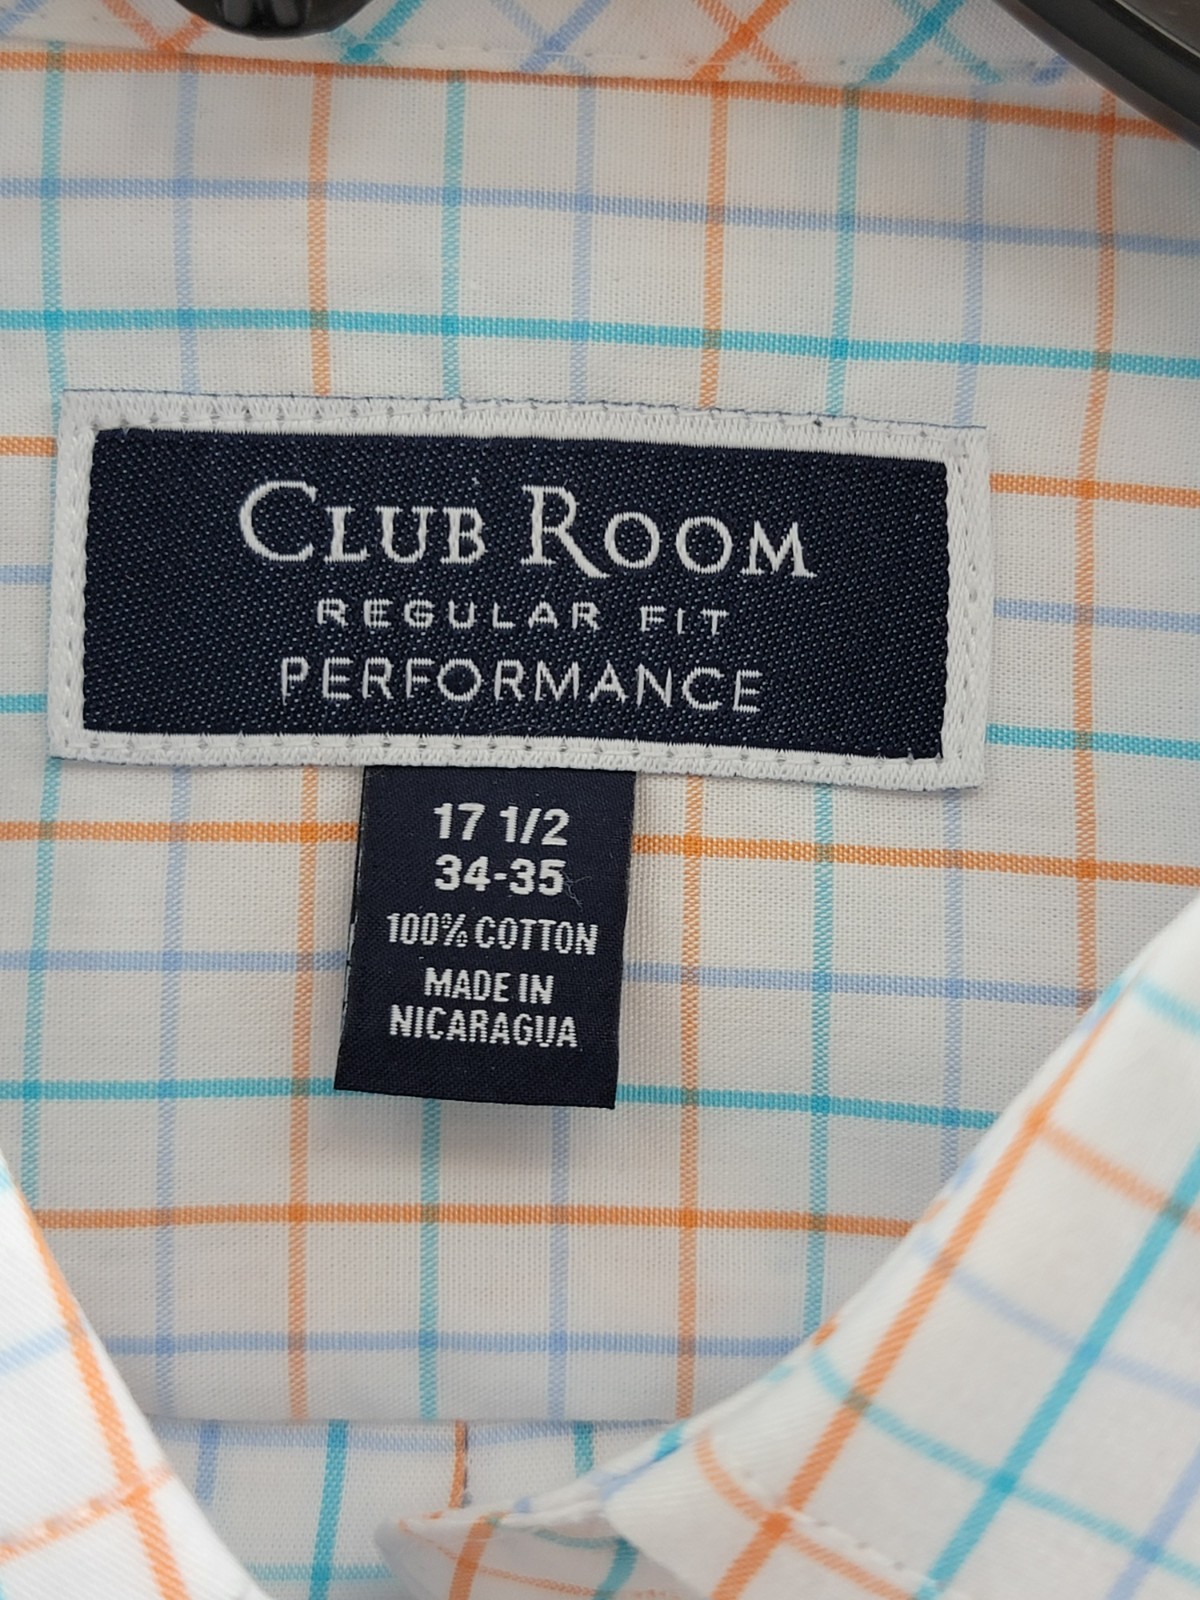 CLUB ROOM
REGULAR FIT
PERFORMANCE
17 1/2
34-35
100% COTTON
MADE IN
NICARAGUA